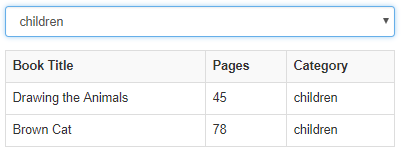 children
Book Title Pages Category
Drawing the Animals 45 children
Brown Cat 78 children